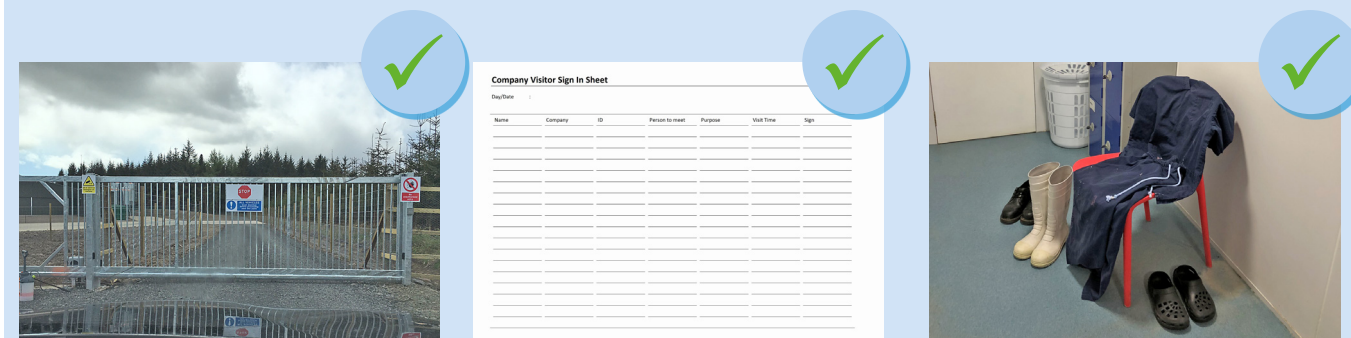 STOP
Company Visitor Sign In Sheet
Day/Date :
Name Company ID Person to meet Purpose Visit Time Sign